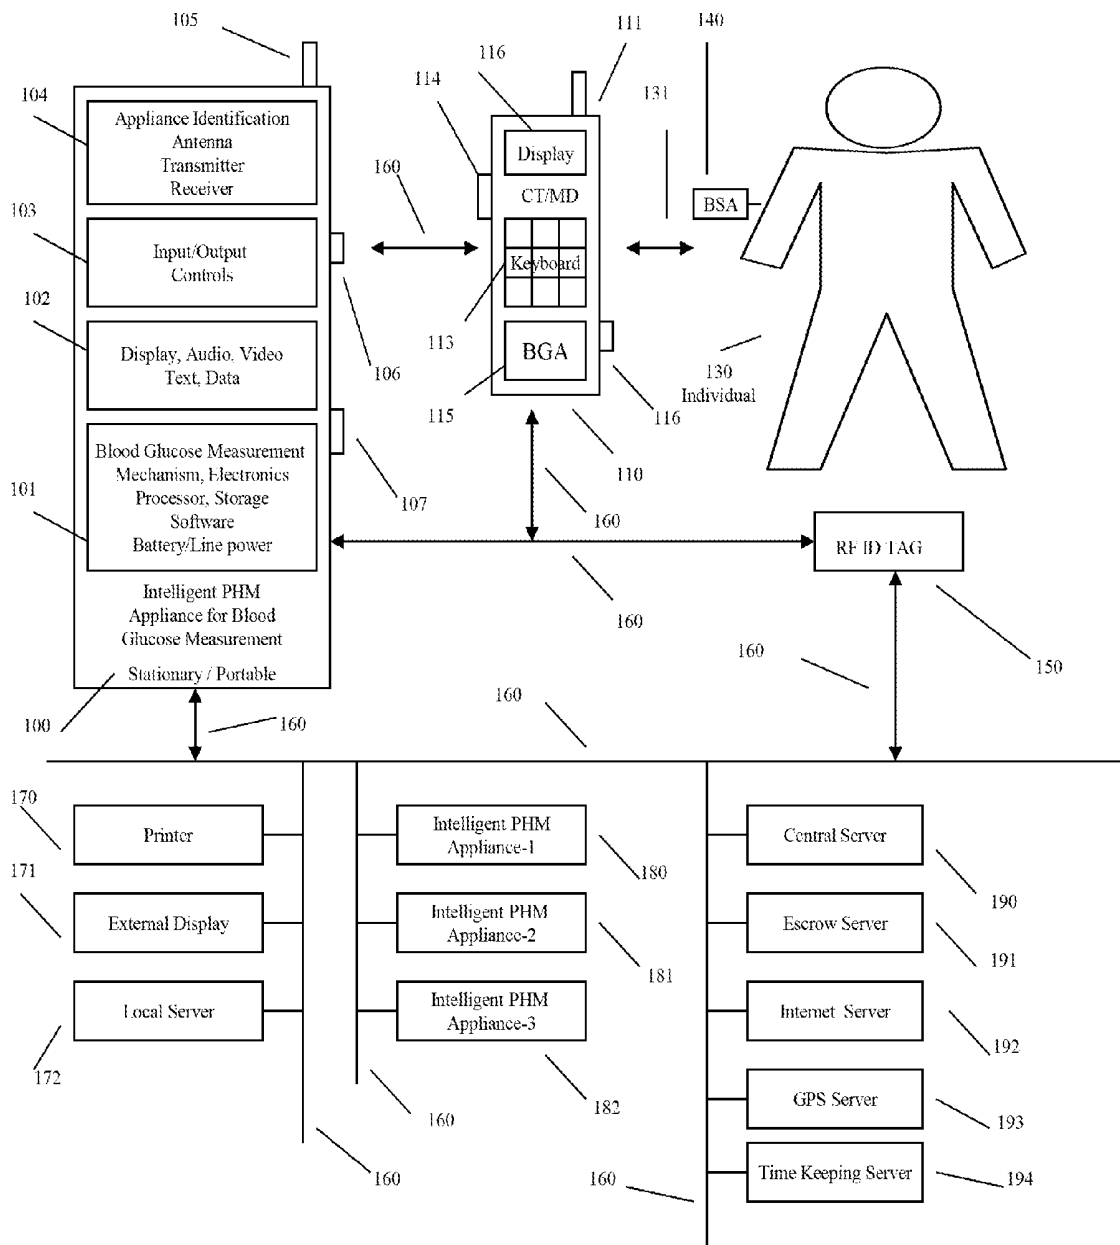 105
104
Appliance Identification
Antenna
Transmitter
Receiver
103
Input/Output
Controls
102
Display, Audio, Video
Text, Data
101
Blood Glucose Measurement
Mechanism, Electronics
Processor, Storage
Software
Battery/Line power
Intelligent PHM
Appliance for Blood
Glucose Measurement
Stationary / Portable
100
160
106
107
160
114
116
111
Display
CT/MD
Keyboard
113
BGA
115
116
110
160
131
140
BSA
130
Individual
160
RF ID TAG
150
160
160
170
Printer
171
External Display
172
Local Server
160
Intelligent PHM
Appliance-1
180
Intelligent PHM
Appliance-2
181
Intelligent PHM
Appliance-3
182
160
Central Server
190
Escrow Server
191
Internet Server
192
GPS Server
193
Time Keeping Server
194
160